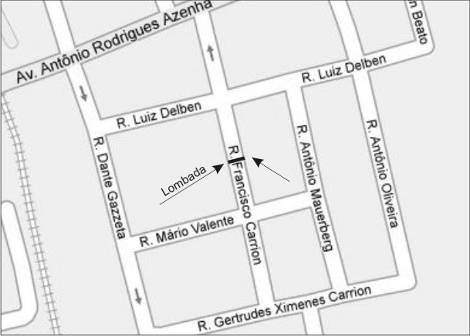 Av. Antônio Rodrigues Azenha
n Beato
R. Luiz Delben
R. Luiz Delben
R. Dante Gazzela
R. Francisco Carrion
R. Antônio Mauerberg
R. Antônio Oliveira
Lombada
R. Mário Valente
R. Gertrudes Ximenes Carrion